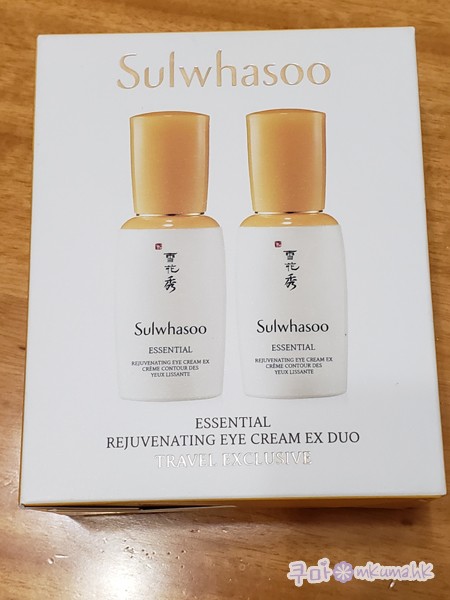 Sulwhasoo
雪花秀
Sulwhasoo
ESSENTIAL
REJUVENATING EYE CREAM EX
CRÈME CONTOUR DES
YEUX LISSANTE
雪花秀
Sulwhasoo
ESSENTIAL
REJUVENATING EYE CREAM EX
CRÈME CONTOUR DES
YEUX LISSANTE
ESSENTIAL
REJUVENATING EYE CREAM EX DUO
TRAVEL EXCLUSIVE
쿠마 mkumahk